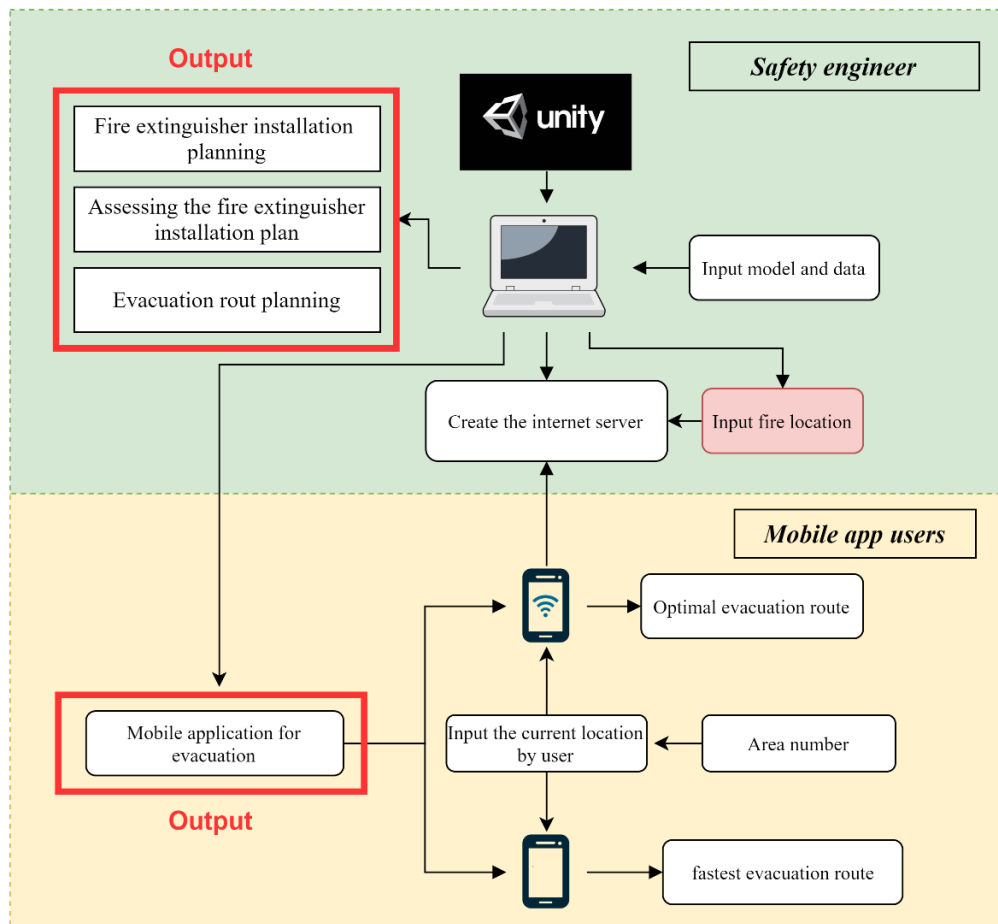 Output
Safety engineer
unity
Fire extinguisher installation
planning
Assessing the fire extinguisher
installation plan
Evacuation rout planning
Input model and data
Create the internet server
Input fire location
Mobile app users
Optimal evacuation route
Mobile application for
evacuation
Input the current location
by user
Area number
Output
fastest evacuation route